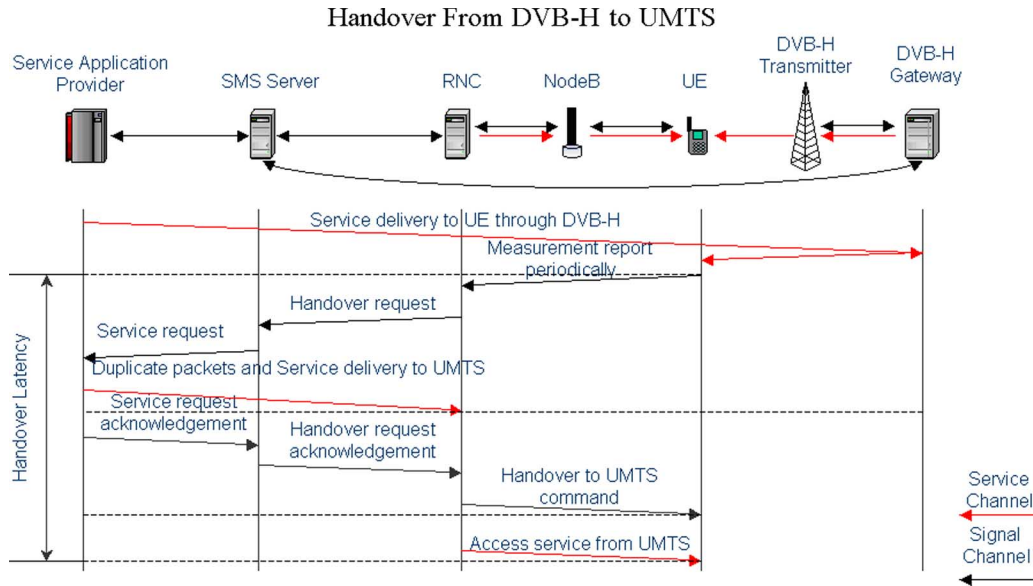 Handover From DVB-H to UMTS
Service Application
Provider
SMS Server
RNC
NodeB
UE
DVB-H
Transmitter
DVB-H
Gateway
Service delivery to UE through DVB-H
Measurement report
periodically
Handover request
Service request
Duplicate packets and Service delivery to UMTS
Service request
acknowledgement
Handover request
acknowledgement
Handover to UMTS
command
Access service from UMTS
Handover Latency
Service
Channel
Signal
Channel